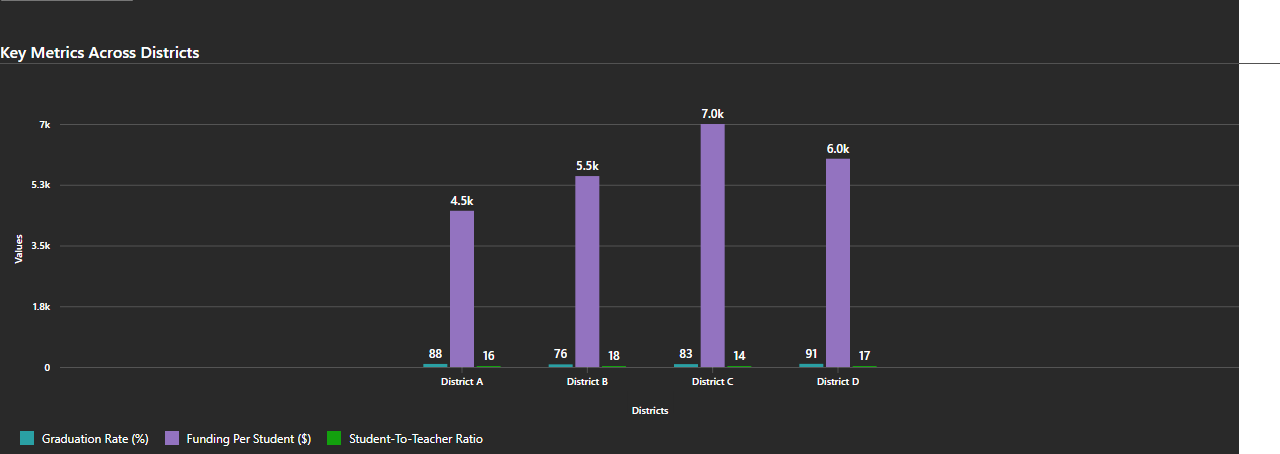 Key Metrics Across Districts
7k
5.3k
3.5k
1.8k
0
Values
88
4.5k
16
76
5.5k
18
83
7.0k
14
91
6.0k
17
District A
District B
District C
District D
Districts
Graduation Rate (%)
Funding Per Student ($)
Student-To-Teacher Ratio